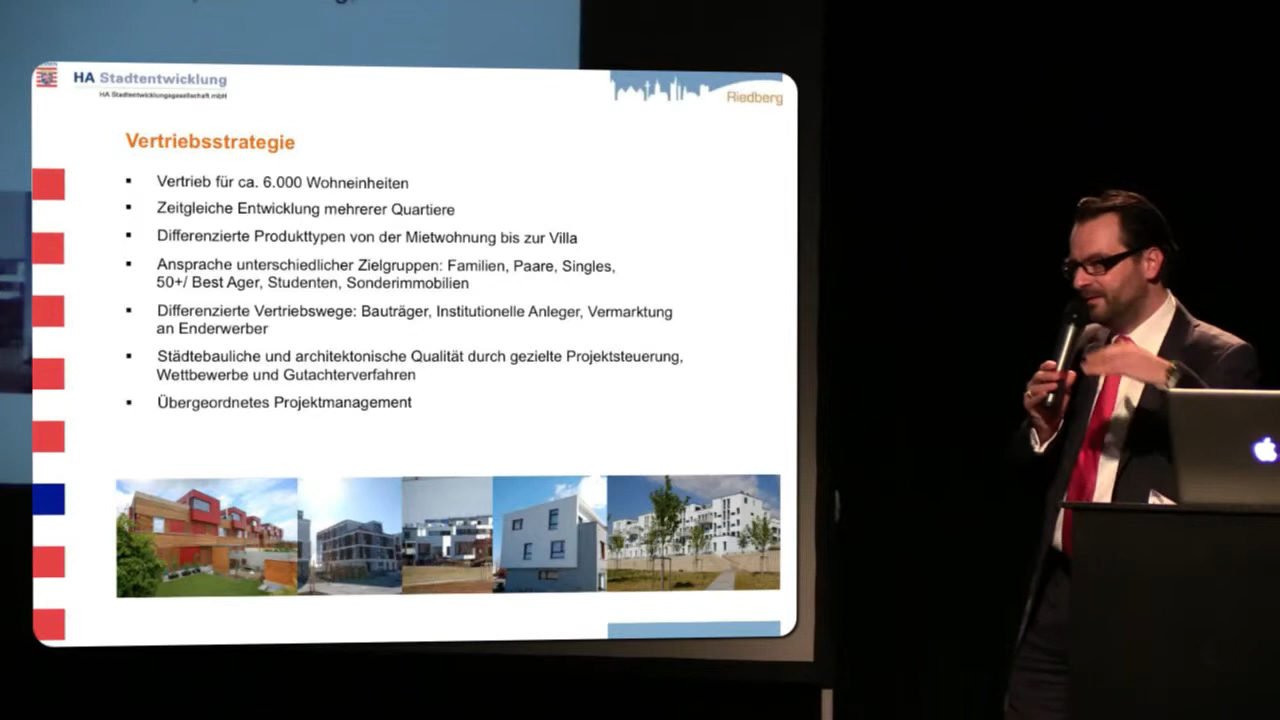 HA Stadtentwicklung
HA Stadtentwicklungsgesellschaft mbH
Riedberg
Vertriebsstrategie
▪ Vertrieb für ca. 6.000 Wohneinheiten
▪ Zeitgleiche Entwicklung mehrerer Quartiere
▪ Differenzierte Produkttypen von der Mietwohnung bis zur Villa
▪ Ansprache unterschiedlicher Zielgruppen: Familien, Paare, Singles,
50+/ Best Ager, Studenten, Sonderimmobilien
▪ Differenzierte Vertriebswege: Bauträger, Institutionelle Anleger, Vermarktung
an Enderwerber
▪ Städtebauliche und architektonische Qualität durch gezielte Projektsteuerung,
Wettbewerbe und Gutachterverfahren
▪ Übergeordnetes Projektmanagement